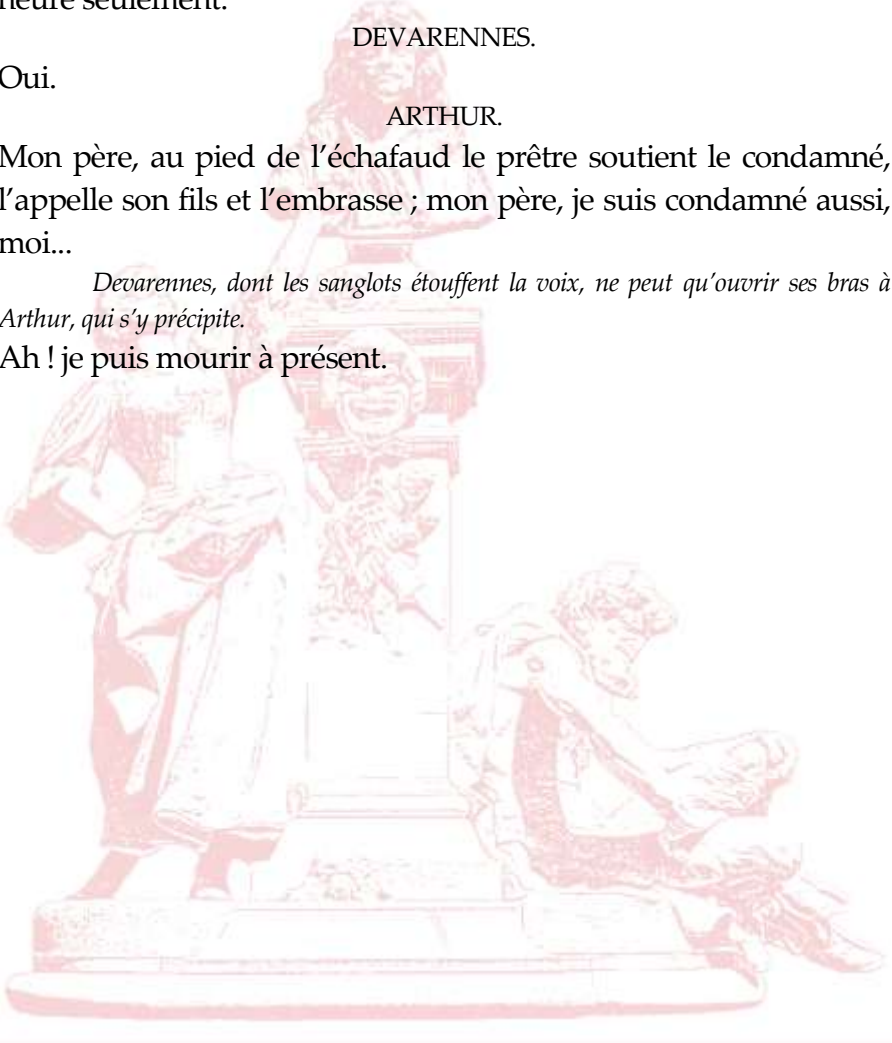 heure seulement.
DEVARENNES.
Oui.
ARTHUR.
Mon père, au pied de l’échafaud le prêtre soutient le condamné,
l’appelle son fils et l’embrasse ; mon père, je suis condamné aussi,
moi...
Devarennes, dont les sanglots étouffent la voix, ne peut qu’ouvrir ses bras à
Arthur, qui s’y précipite.
Ah ! je puis mourir à présent.